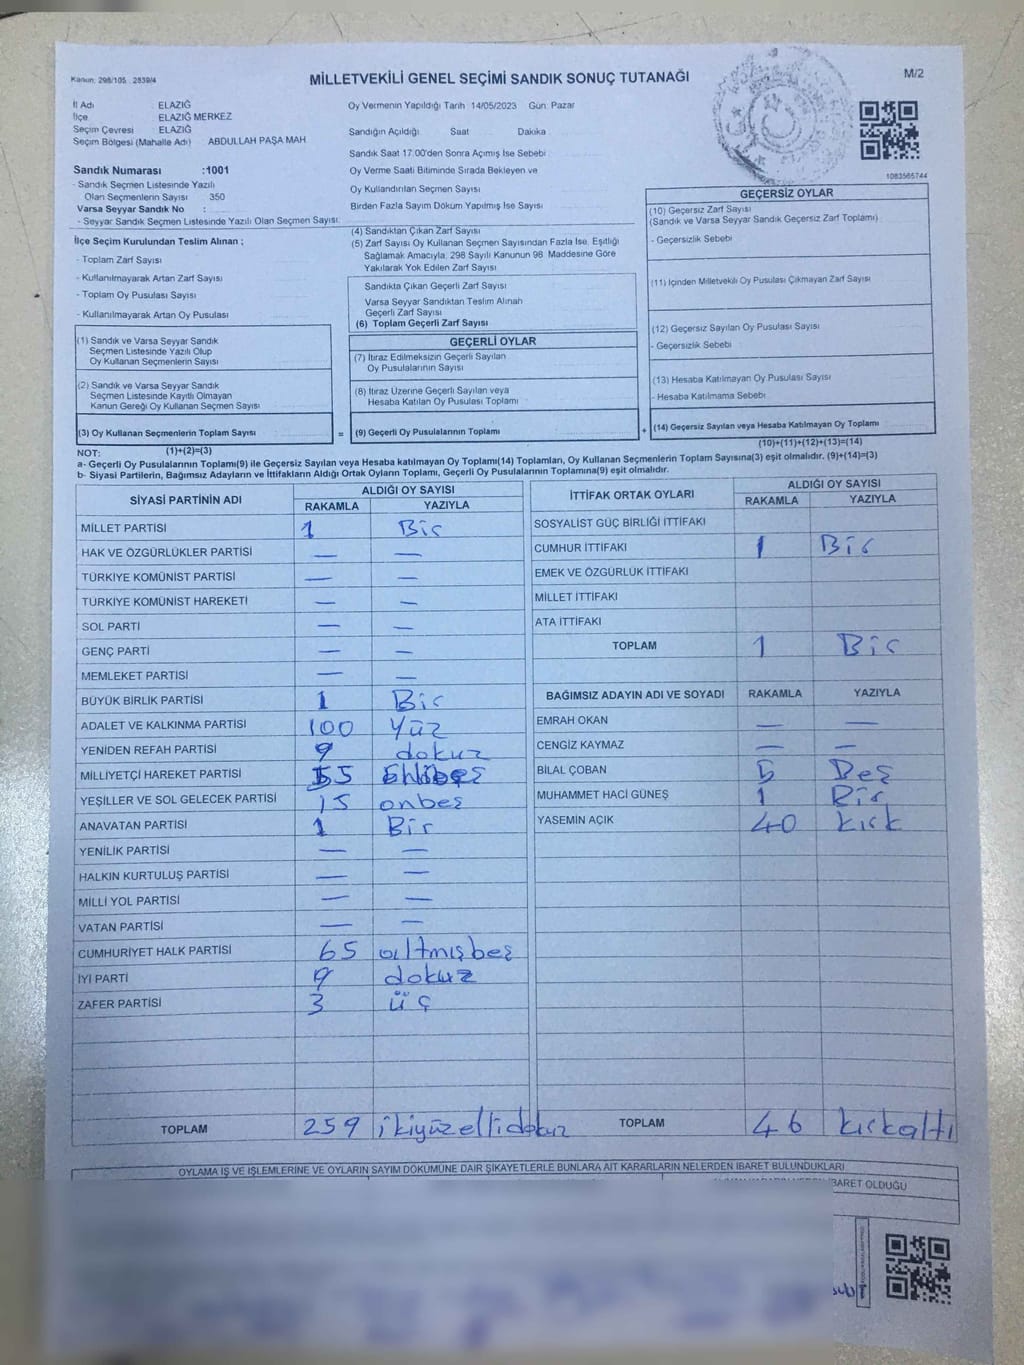 Kanun: 298/105 . 2839/4
MİLLETVEKİLİ GENEL SEÇİMİ SANDIK SONUÇ TUTANAĞI
M/2
İl Adı ELAZIĞ
İlçe ELAZIĞ MERKEZ
Seçim Çevresi ELAZIĞ
Seçim Bölgesi (Mahalle Adı) ABDULLAH PAŞA MAH
Sandık Numarası :1001
- Sandık Seçmen Listesinde Yazılı
Olan Seçmenlerin Sayısı 350
Varsa Seyyar Sandık No :
- Seyyar Sandık Seçmen Listesinde Yazılı Olan Seçmen Sayısı:
İlçe Seçim Kurulundan Teslim Alınan ;
- Toplam Zarf Sayısı
- Kullanılmayarak Artan Zarf Sayısı
- Toplam Oy Pusulası Sayısı
- Kullanılmayarak Artan Oy Pusulası
(1) Sandık ve Varsa Seyyar Sandık
Seçmen Listesinde Yazılı Olup
Oy Kullanan Seçmenlerin Sayısı
(2) Sandık ve Varsa Seyyar Sandık
Seçmen Listesinde Kayıtlı Olmayan
Kanun Gereği Oy Kullanan Seçmen Sayısı
(3) Oy Kullanan Seçmenlerin Toplam Sayısı
=
Oy Vermenin Yapıldığı Tarih 14/05/2023 Gün: Pazar
Sandığın Açıldığı Saat Dakika
Sandık Saat 17:00'den Sonra Açılmış İse Sebebi
Oy Verme Saati Bitiminde Sırada Bekleyen ve
Oy Kullandırılan Seçmen Sayısı
Birden Fazla Sayım Döküm Yapılmış İse Sayısı
(4) Sandıktan Çıkan Zarf Sayısı
(5) Zarf Sayısı Oy Kullanan Seçmen Sayısından Fazla İse, Eşitliği
Sağlamak Amacıyla, 298 Sayılı Kanunun 98. Maddesine Göre
Yakılarak Yok Edilen Zarf Sayısı
Sandıkta Çıkan Geçerli Zarf Sayısı
Varsa Seyyar Sandıktan Teslim Alınan
Geçerli Zarf Sayısı
(6) Toplam Geçerli Zarf Sayısı
GEÇERLİ OYLAR
(7) İtiraz Edilmeksizin Geçerli Sayılan
Oy Pusulalarının Sayısı
(8) İtiraz Üzerine Geçerli Sayılan veya
Hesaba Katılan Oy Pusulası Toplamı
(9) Geçerli Oy Pusulalarının Toplamı
+
1083565744
GEÇERSİZ OYLAR
(10) Geçersiz Zarf Sayısı
(Sandık ve Varsa Seyyar Sandık Geçersiz Zarf Toplamı)
- Geçersizlik Sebebi
(11) İçinden Milletvekili Oy Pusulası Çıkmayan Zarf Sayısı
(12) Geçersiz Sayılan Oy Pusulası Sayısı
- Geçersizlik Sebebi
(13) Hesaba Katılmayan Oy Pusulası Sayısı
- Hesaba Katılmama Sebebi
(14) Geçersiz Sayılan veya Hesaba Katılmayan Oy Toplamı
NOT: (1)+(2)=(3)
(10)+(11)+(12)+(13)=(14)
a- Geçerli Oy Pusulalarının Toplamı(9) ile Geçersiz Sayılan veya Hesaba katılmayan Oy Toplamı(14) Toplamları, Oy Kullanan Seçmenlerin Toplam Sayısına(3) eşit olmalıdır. (9)+(14)=(3)
b- Siyasi Partilerin, Bağımsız Adayların ve İttifakların Aldığı Ortak Oyların Toplamı, Geçerli Oy Pusulalarının Toplamına(9) eşit olmalıdır.
SİYASİ PARTİNİN ADI ALDIĞI OY SAYISI
RAKAMLA YAZIYLA
MİLLET PARTİSİ 1 Bir
HAK VE ÖZGÜRLÜKLER PARTİSİ — —
TÜRKİYE KOMÜNİST PARTİSİ — —
TÜRKİYE KOMÜNİST HAREKETİ — —
SOL PARTİ — —
GENÇ PARTİ — —
MEMLEKET PARTİSİ — —
BÜYÜK BİRLİK PARTİSİ 1 Bir
ADALET VE KALKINMA PARTİSİ 100 Yüz
YENİDEN REFAH PARTİSİ 9 dokuz
MİLLİYETÇİ HAREKET PARTİSİ 55 Ellibeş
YEŞİLLER VE SOL GELECEK PARTİSİ 15 onbeş
ANAVATAN PARTİSİ 1 Bir
YENİLİK PARTİSİ — —
HALKIN KURTULUŞ PARTİSİ — —
MİLLİ YOL PARTİSİ — —
VATAN PARTİSİ — —
CUMHURİYET HALK PARTİSİ 65 altmışbeş
İYİ PARTİ 9 dokuz
ZAFER PARTİSİ 3 üç
TOPLAM 259 ikiyüzellidokuz
İTTİFAK ORTAK OYLARI ALDIĞI OY SAYISI
RAKAMLA YAZIYLA
SOSYALİST GÜÇ BİRLİĞİ İTTİFAKI
CUMHUR İTTİFAKI 1 Bir
EMEK VE ÖZGÜRLÜK İTTİFAKI
MİLLET İTTİFAKI
ATA İTTİFAKI
TOPLAM 1 Bir
BAĞIMSIZ ADAYIN ADI VE SOYADI RAKAMLA YAZIYLA
EMRAH OKAN — —
CENGİZ KAYMAZ — —
BİLAL ÇOBAN 5 Beş
MUHAMMET HACİ GÜNEŞ 1 Bir
YASEMİN AÇIK 40 kırk
TOPLAM 46 kırkaltı
OYLAMA İŞ VE İŞLEMLERİNE VE OYLARIN SAYIM DÖKÜMÜNE DAİR ŞİKAYETLERLE BUNLARA AİT KARARLARIN NELERDEN İBARET BULUNDUKLARI
İBARET OLDUĞU